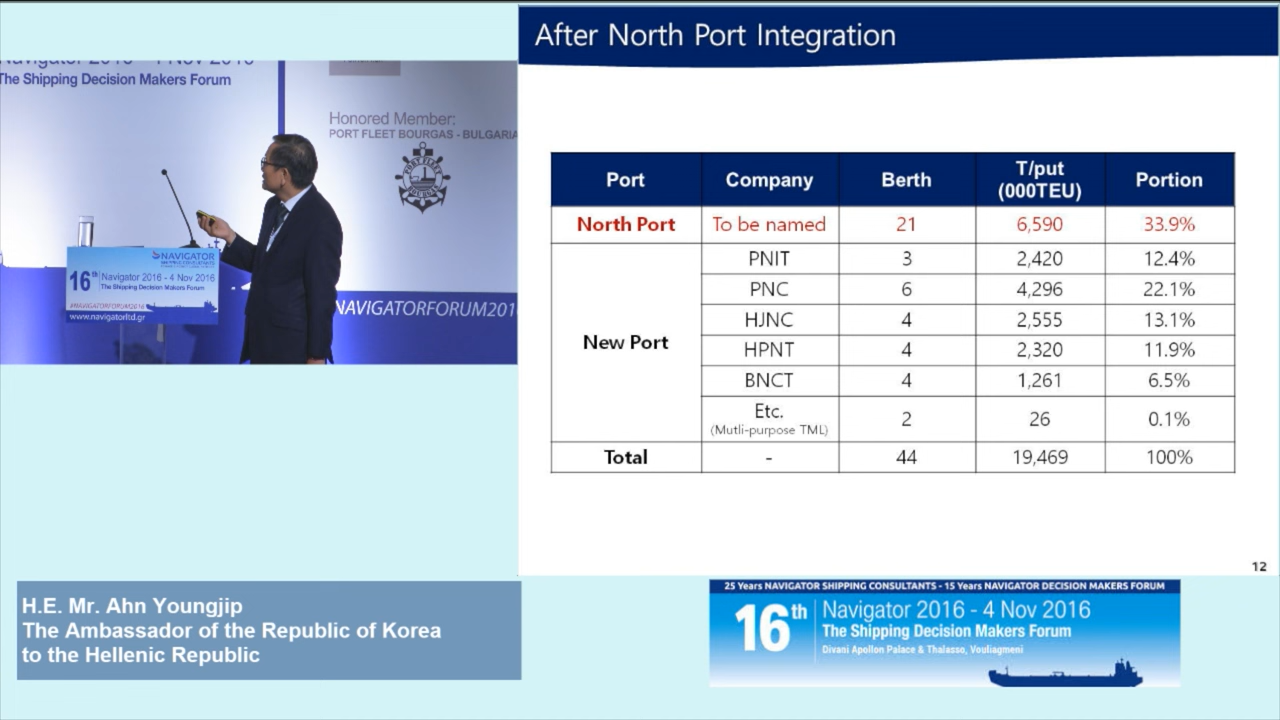 Navigator 2016 - 4 Nov 2016
The Shipping Decision Makers Forum
Honored Member:
PORT FLEET BOURGAS - BULGARIA
PORT FLEET
NAVIGATOR
16th Navigator 2016 - 4 Nov 2016
The Shipping Decision Makers Forum
#NAVIGATORFORUM2016
www.navigatorltd.gr
NAVIGATORFORUM201
After North Port Integration
Port Company Berth T/put (000TEU) Portion
North Port To be named 21 6,590 33.9%
New Port
PNIT 3 2,420 12.4%
PNC 6 4,296 22.1%
HJNC 4 2,555 13.1%
HPNT 4 2,320 11.9%
BNCT 4 1,261 6.5%
Etc. (Mutli-purpose TML) 2 26 0.1%
Total - 44 19,469 100%
12
H.E. Mr. Ahn Youngjip
The Ambassador of the Republic of Korea
to the Hellenic Republic
25 Years NAVIGATOR SHIPPING CONSULTANTS - 15 Years NAVIGATOR DECISION MAKERS FORUM
16th Navigator 2016 - 4 Nov 2016
The Shipping Decision Makers Forum
Divani Apollon Palace & Thalasso, Vouliagmeni